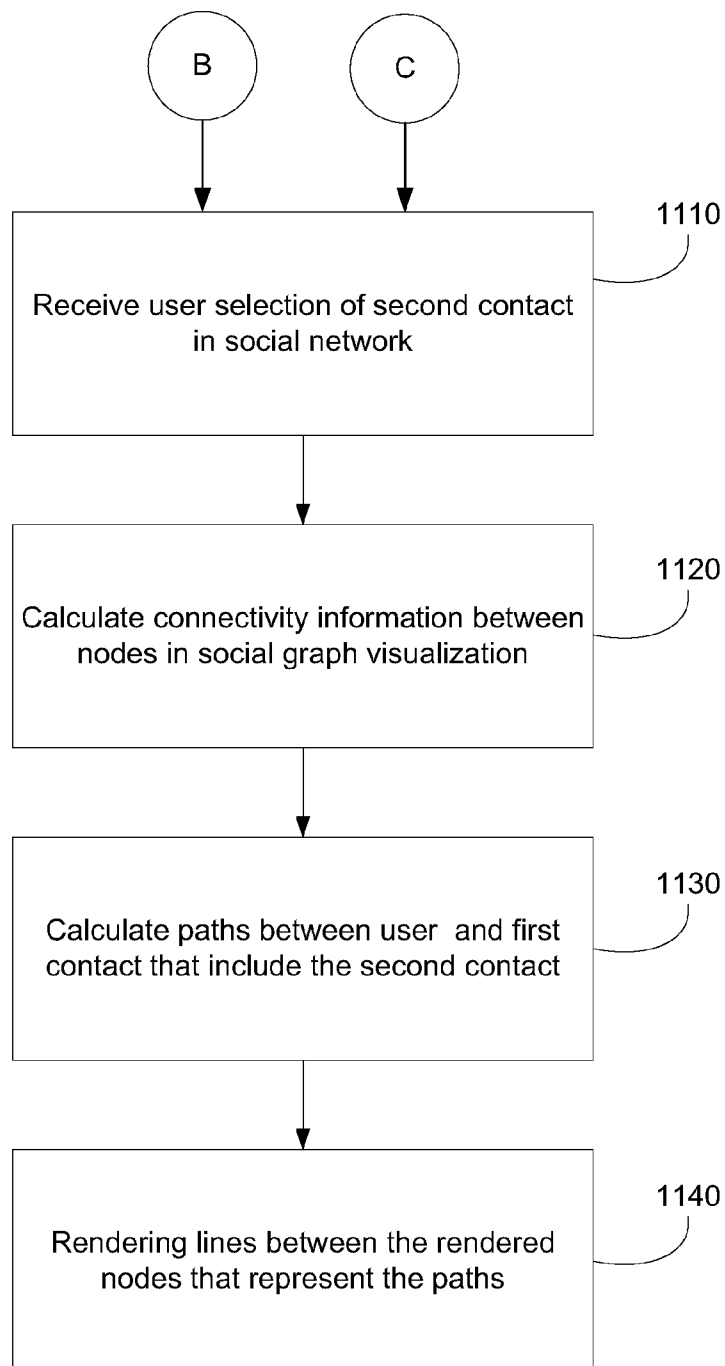 B
C
1110
Receive user selection of second contact
in social network
1120
Calculate connectivity information between
nodes in social graph visualization
1130
Calculate paths between user and first
contact that include the second contact
1140
Rendering lines between the rendered
nodes that represent the paths